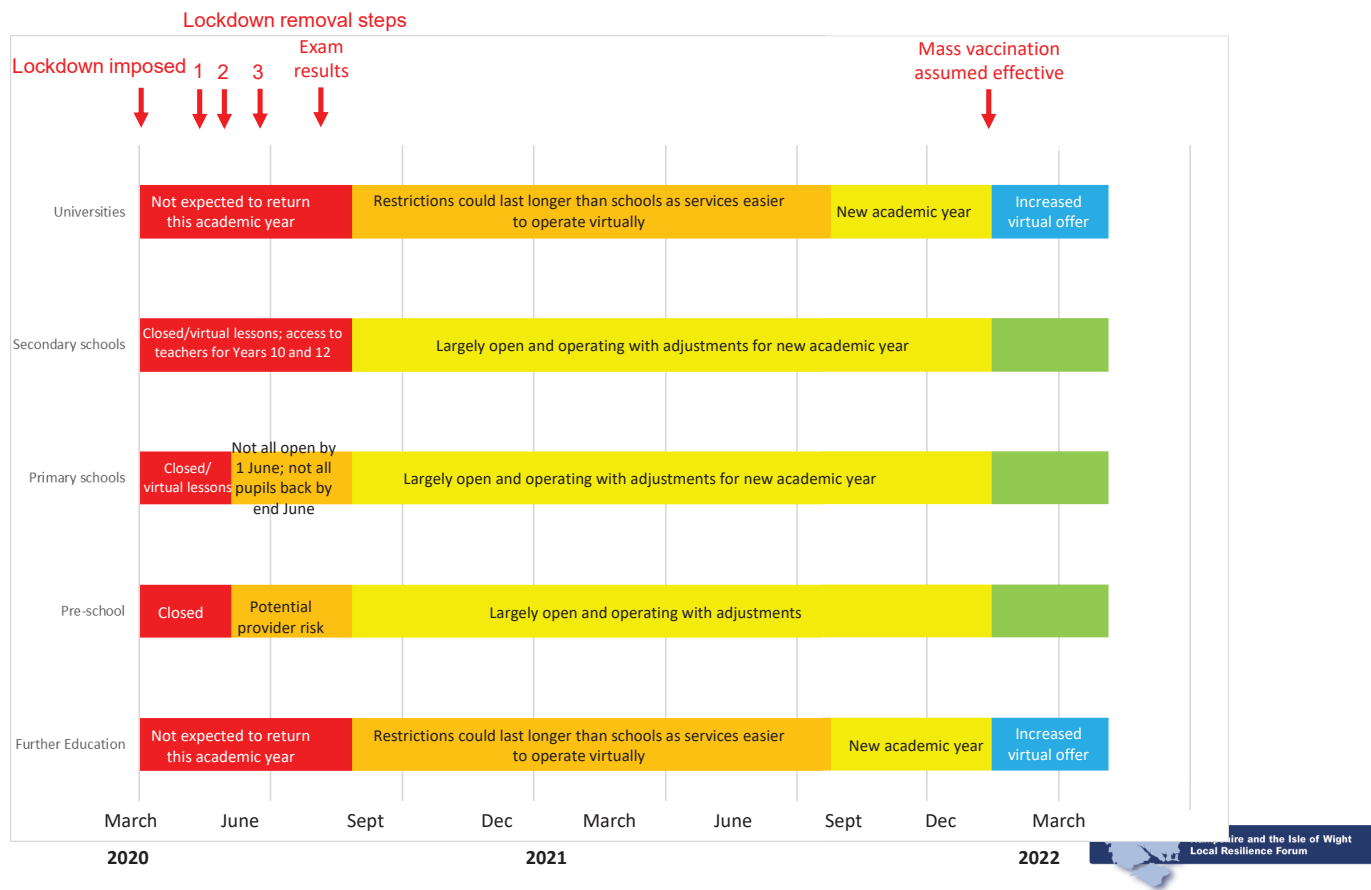 Lockdown removal steps
Lockdown imposed
1 2 3
Exam
results
Mass vaccination
assumed effective
Universities
Not expected to return
this academic year
Restrictions could last longer than schools as services easier
to operate virtually
New academic year
Increased
virtual offer
Secondary schools
Closed/virtual lessons; access to
teachers for Years 10 and 12
Largely open and operating with adjustments for new academic year
Primary schools
Closed/
virtual lessons
Not all open by
1 June; not all
pupils back by
end June
Largely open and operating with adjustments for new academic year
Pre-school
Closed
Potential
provider risk
Largely open and operating with adjustments
Further Education
Not expected to return
this academic year
Restrictions could last longer than schools as services easier
to operate virtually
New academic year
Increased
virtual offer
March June Sept Dec March June Sept Dec March
2020 2021 2022
and the Isle of Wight
Local Resilience Forum